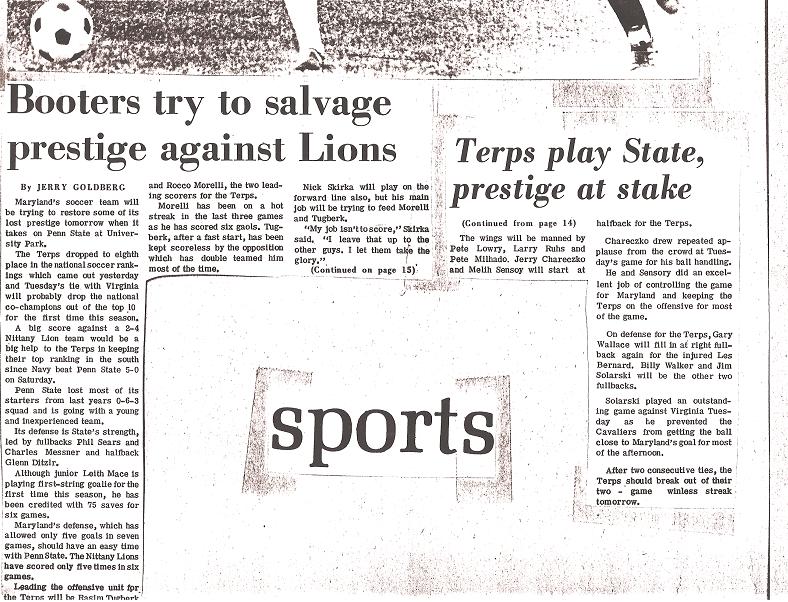 Booters try to salvage
prestige against Lions
By JERRY GOLDBERG
Maryland's soccer team will
be trying to restore some of its
lost prestige tomorrow when it
takes on Penn State at Univer-
sity Park.
The Terps dropped to eighth
place in the national soccer rank-
ings which came out yesterday
and Tuesday's tie with Virginia
will probably drop the national
co-champions out of the top 10
for the first time this season.
A big score against a 2-4
Nittany Lion team would be a
big help to the Terps in keeping
their top ranking in the south
since Navy beat Penn State 5-0
on Saturday.
Penn State lost most of its
starters from last years 0-6-3
squad and is going with a young
and inexperienced team.
Its defense is State's strength,
led by fullbacks Phil Sears and
Charles Messner and halfback
Glenn Ditzir.
Although junior Leith Mace is
playing first-string goalie for the
first time this season, he has
been credited with 75 saves for
six games.
Maryland's defense, which has
allowed only five goals in seven
games, should have an easy time
with Penn State. The Nittany Lions
have scored only five times in six
games.
Leading the offensive unit for
the Terps will be Rasim Tugberk
and Rocco Morelli, the two lead-
ing scorers for the Terps.
Morelli has been on a hot
streak in the last three games
as he has scored six gaols. Tug-
berk, after a fast start, has been
kept scoreless by the opposition
which has double teamed him
most of the time.
Nick Skirka will play on the
forward line also, but his main
job will be trying to feed Morelli
and Tugberk.
"My job isn't to score," Skirka
said. "I leave that up to the
other guys. I let them take the
glory."
(Continued on page 15)
Terps play State,
prestige at stake
(Continued from page 14)
The wings will be manned by
Pete Lowry, Larry Ruhs and
Pete Milhado. Jerry Chareczko
and Melih Sensoy will start at
halfback for the Terps.
Chareczko drew repeated ap-
plause from the crowd at Tues-
day's game for his ball handling.
He and Sensory did an excel-
lent job of controlling the game
for Maryland and keeping the
Terps on the offensive for most
of the game.
On defense for the Terps, Gary
Wallace will fill in at right full-
back again for the injured Les
Bernard. Billy Walker and Jim
Solarski will be the other two
fullbacks.
Solarski played an outstand-
ing game against Virginia Tues-
day as he prevented the
Cavaliers from getting the ball
close to Maryland's goal for most
of the afternoon.
After two consecutive ties, the
Terps should break out of their
two - game winless streak
tomorrow.
sports